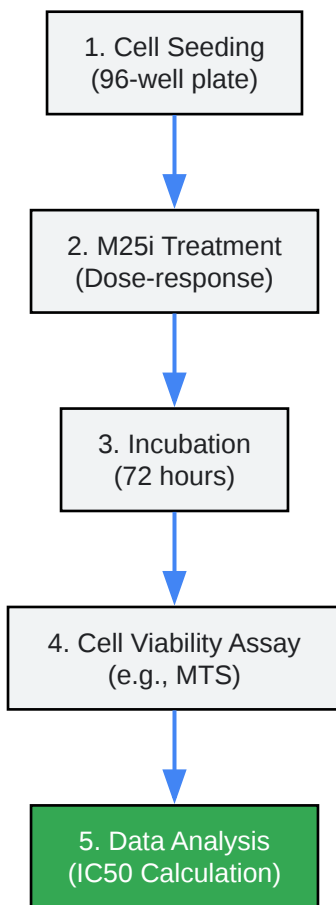 1. Cell Seeding
(96-well plate)
2. M25i Treatment
(Dose-response)
3. Incubation
(72 hours)
4. Cell Viability Assay
(e.g., MTS)
5. Data Analysis
(IC50 Calculation)